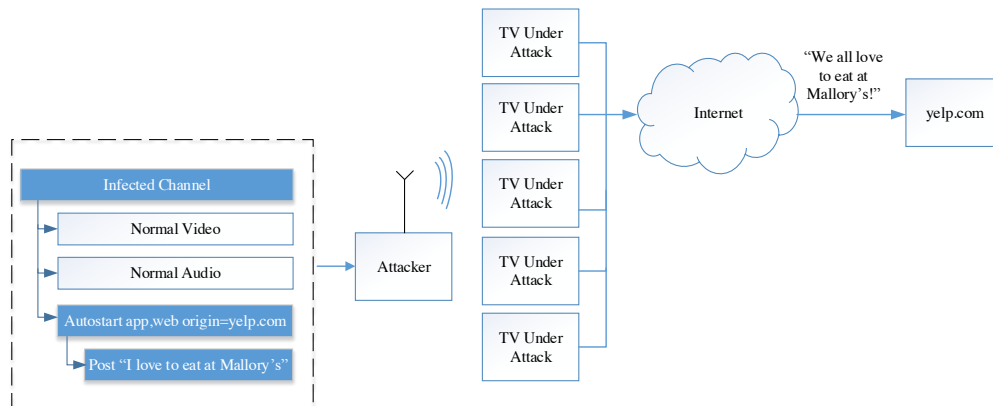 Infected Channel
Normal Video
Normal Audio
Autostart app,web origin=yelp.com
Post “I love to eat at Mallory’s”
Attacker
TV Under
Attack
TV Under
Attack
TV Under
Attack
TV Under
Attack
TV Under
Attack
Internet
“We all love
to eat at
Mallory’s!”
yelp.com